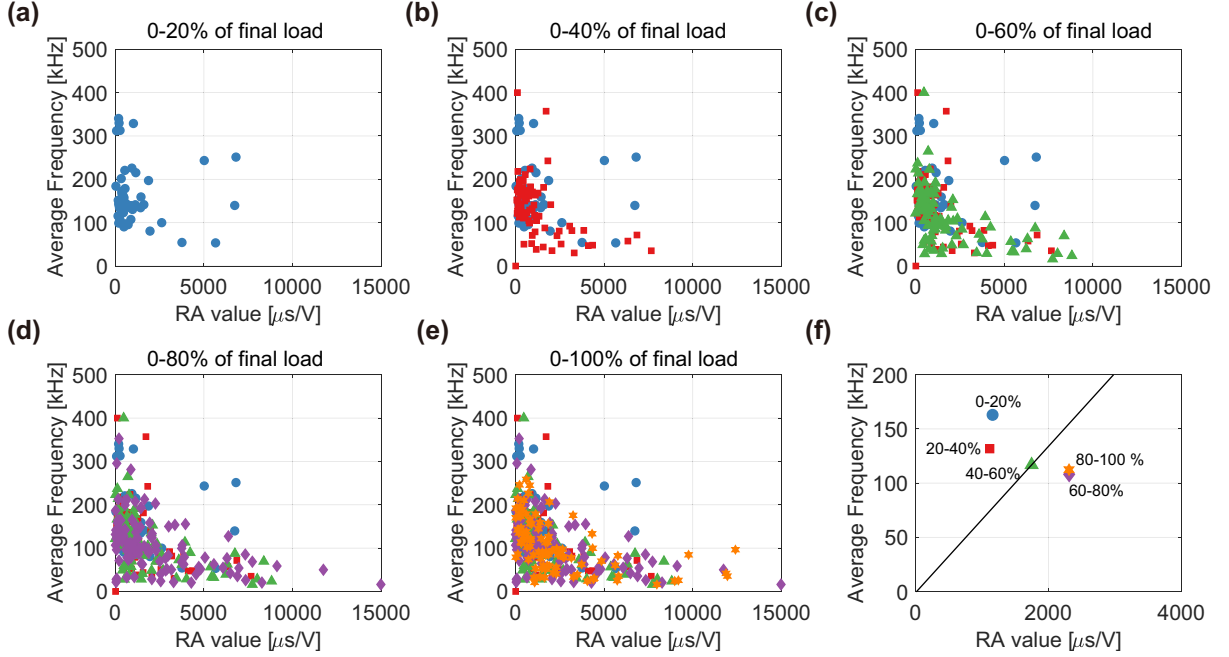 (a)
0-20% of final load
Average Frequency [kHz]
500
400
300
200
100
0
0 5000 10000 15000
RA value [μs/V]
(b)
0-40% of final load
Average Frequency [kHz]
500
400
300
200
100
0
0 5000 10000 15000
RA value [μs/V]
(c)
0-60% of final load
Average Frequency [kHz]
500
400
300
200
100
0
0 5000 10000 15000
RA value [μs/V]
(d)
0-80% of final load
Average Frequency [kHz]
500
400
300
200
100
0
0 5000 10000 15000
RA value [μs/V]
(e)
0-100% of final load
Average Frequency [kHz]
500
400
300
200
100
0
0 5000 10000 15000
RA value [μs/V]
(f)
Average Frequency [kHz]
200
150
100
50
0
0-20%
20-40%
40-60%
80-100 %
60-80%
0 2000 4000
RA value [μs/V]